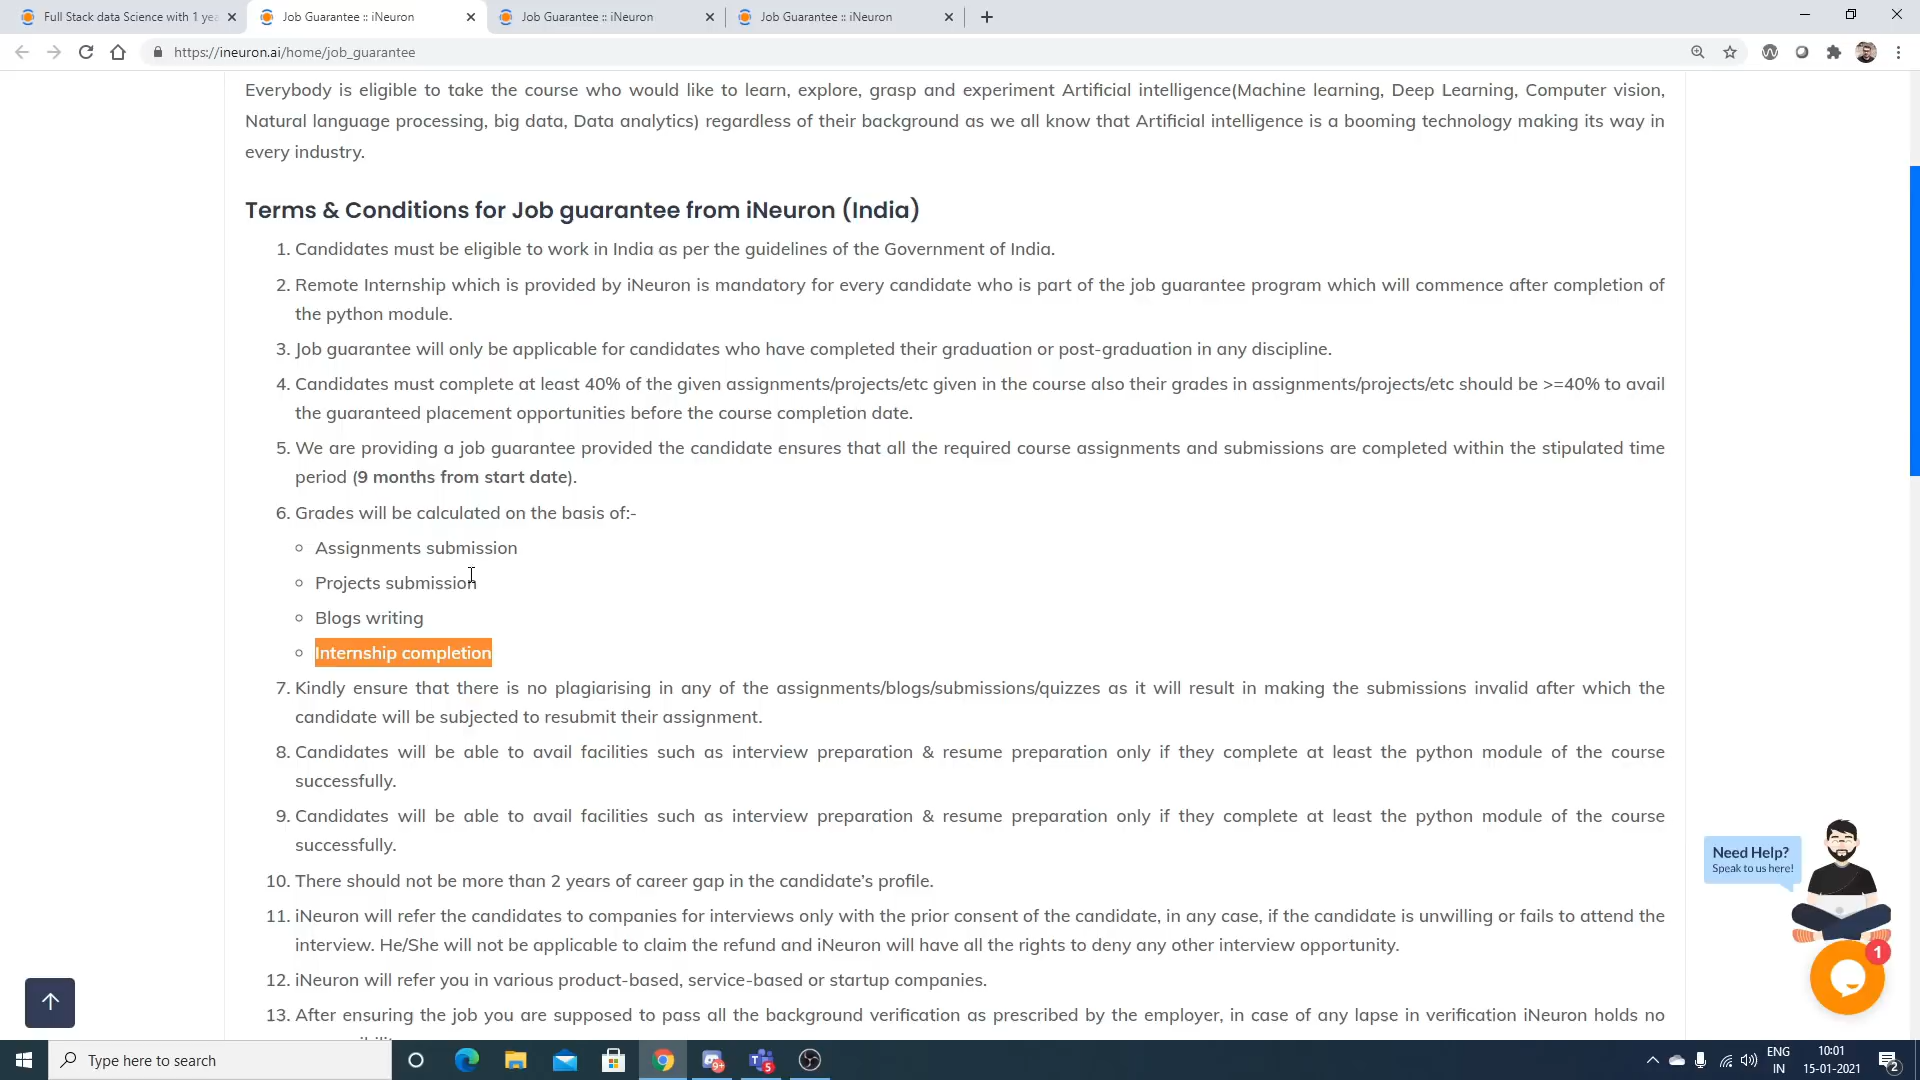 Full Stack data Science with 1 yea
Job Guarantee :: iNeuron
Job Guarantee :: iNeuron
Job Guarantee :: iNeuron
https://ineuron.ai/home/job_guarantee
Everybody is eligible to take the course who would like to learn, explore, grasp and experiment Artificial intelligence(Machine learning, Deep Learning, Computer vision,
Natural language processing, big data, Data analytics) regardless of their background as we all know that Artificial intelligence is a booming technology making its way in
every industry.
Terms & Conditions for Job guarantee from iNeuron (India)
1. Candidates must be eligible to work in India as per the guidelines of the Government of India.
2. Remote Internship which is provided by iNeuron is mandatory for every candidate who is part of the job guarantee program which will commence after completion of
the python module.
3. Job guarantee will only be applicable for candidates who have completed their graduation or post-graduation in any discipline.
4. Candidates must complete at least 40% of the given assignments/projects/etc given in the course also their grades in assignments/projects/etc should be >=40% to avail
the guaranteed placement opportunities before the course completion date.
5. We are providing a job guarantee provided the candidate ensures that all the required course assignments and submissions are completed within the stipulated time
period (9 months from start date).
6. Grades will be calculated on the basis of:-
Assignments submission
Projects submission
Blogs writing
Internship completion
7. Kindly ensure that there is no plagiarising in any of the assignments/blogs/submissions/quizzes as it will result in making the submissions invalid after which the
candidate will be subjected to resubmit their assignment.
8. Candidates will be able to avail facilities such as interview preparation & resume preparation only if they complete at least the python module of the course
successfully.
9. Candidates will be able to avail facilities such as interview preparation & resume preparation only if they complete at least the python module of the course
successfully.
10. There should not be more than 2 years of career gap in the candidate's profile.
11. iNeuron will refer the candidates to companies for interviews only with the prior consent of the candidate, in any case, if the candidate is unwilling or fails to attend the
interview. He/She will not be applicable to claim the refund and iNeuron will have all the rights to deny any other interview opportunity.
12. iNeuron will refer you in various product-based, service-based or startup companies.
13. After ensuring the job you are supposed to pass all the background verification as prescribed by the employer, in case of any lapse in verification iNeuron holds no
Need Help?
Speak to us here!
1
Type here to search
9+
5
ENG
IN
10:01
15-01-2021
2